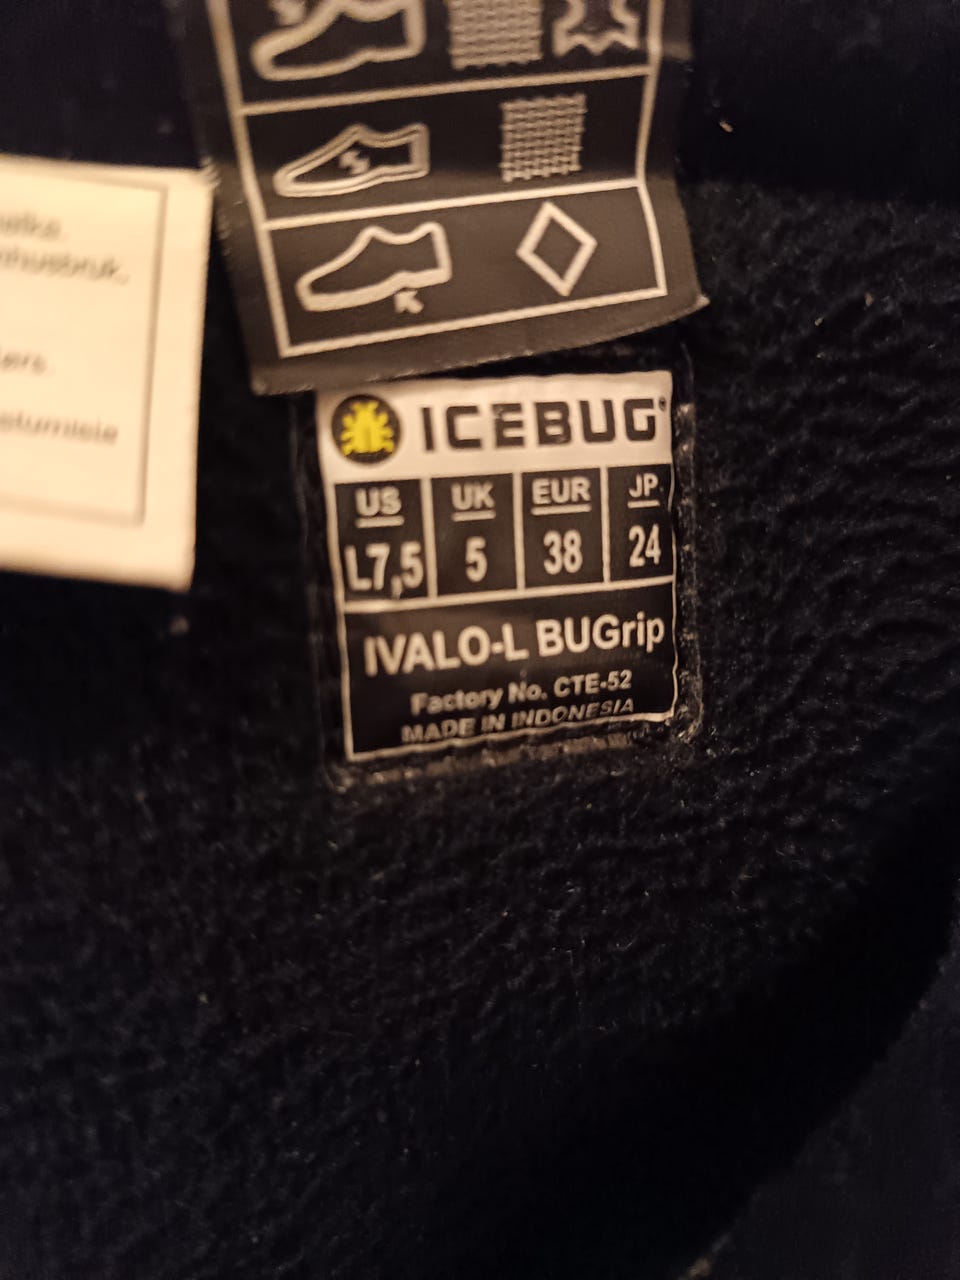 nhusbruk,
ICEBUG®
US UK EUR JP
L7,5 5 38 24
IVALO-L BUGrip
Factory No. CTE-52
MADE IN INDONESIA